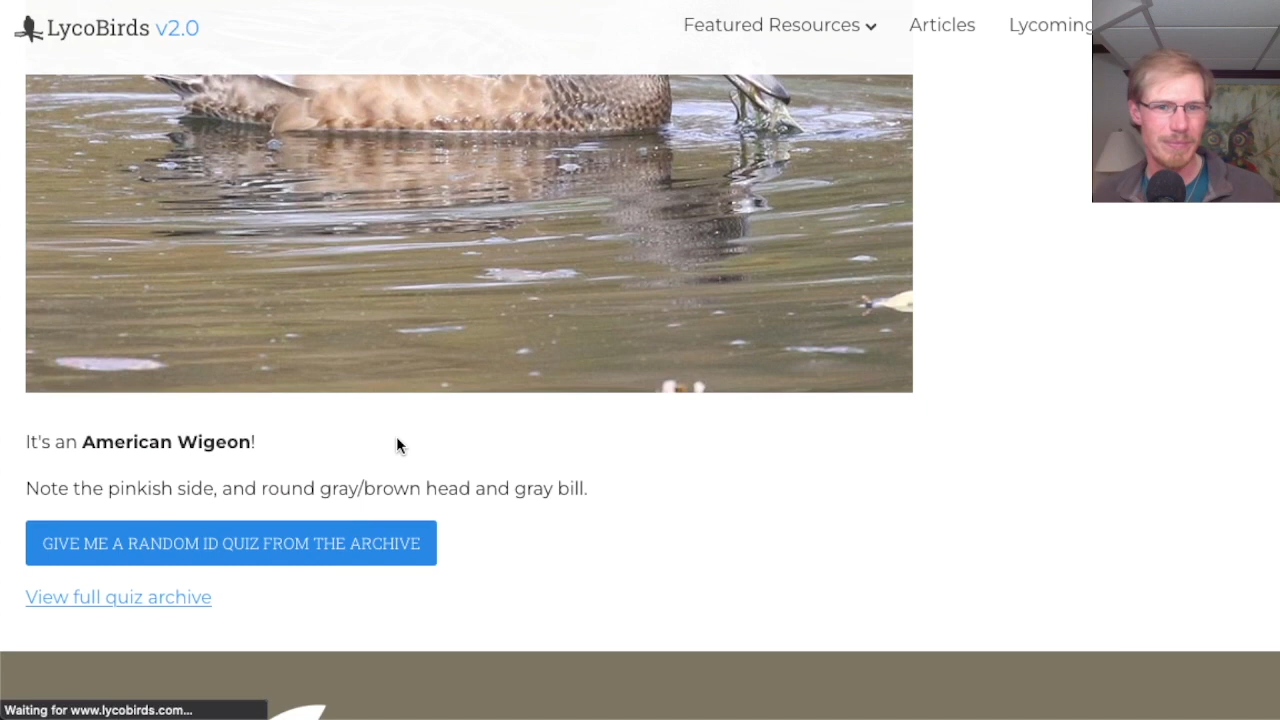 LycoBirds v2.0
Featured Resources
Articles
Lycoming
It's an American Wigeon!
Note the pinkish side, and round gray/brown head and gray bill.
GIVE ME A RANDOM ID QUIZ FROM THE ARCHIVE
View full quiz archive
Waiting for www.lycobirds.com...